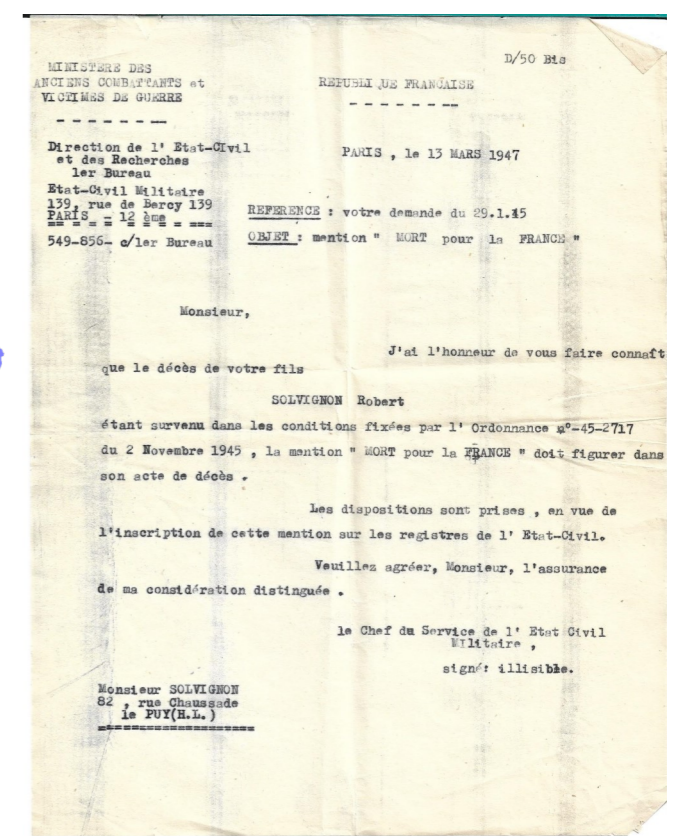 D/50 Bis
MINISTERE DES
ANCIENS COMBATTANTS et
VICTIMES DE GUERRE
REPUBLIQUE FRANCAISE
Direction de l' Etat-CIvil
et des Recherches
1er Bureau
Etat-Civil Militaire
139, rue de Bercy 139
PARIS - 12 ème
549-856- c/1er Bureau
PARIS , le 13 MARS 1947
REFERENCE : votre demande du 29.1.45
OBJET : mention " MORT pour la FRANCE "
Monsieur,
J'ai l'honneur de vous faire connaît
que le décès de votre fils
SOLVIGNON Robert
étant survenu dans les conditions fixées par l' Ordonnance n°-45-2717
du 2 Novembre 1945 , la mention " MORT pour la FRANCE " doit figurer dans
son acte de décès .
Les dispositions sont prises , en vue de
l'inscription de cette mention sur les registres de l' Etat-Civil.
Veuillez agréer, Monsieur, l'assurance
de ma considération distinguée .
le Chef du Service de l' Etat Civil
MIlitaire ,
signé: illisible.
Monsieur SOLVIGNON
82 , rue Chaussade
le PUY(H.L.)